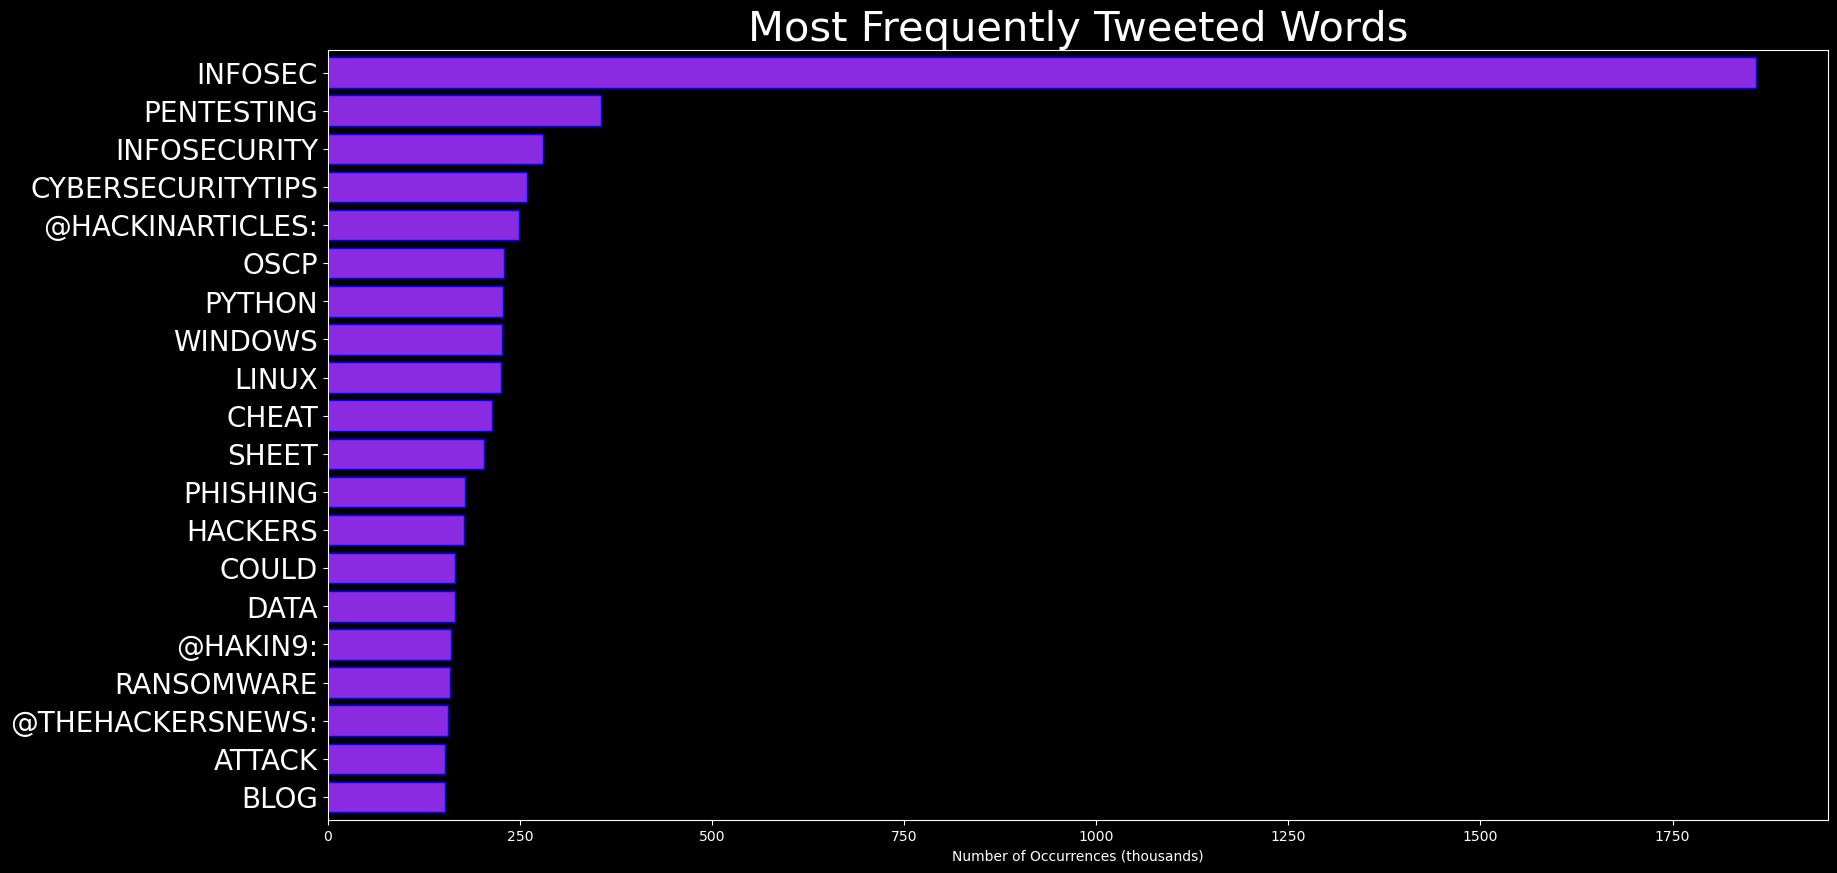 Most Frequently Tweeted Words
INFOSEC
PENTESTING
INFOSECURITY
CYBERSECURITYTIPS
@HACKINARTICLES:
OSCP
PYTHON
WINDOWS
LINUX
CHEAT
SHEET
PHISHING
HACKERS
COULD
DATA
@HAKIN9:
RANSOMWARE
@THEHACKERSNEWS:
ATTACK
BLOG
0 250 500 750 1000 1250 1500 1750
Number of Occurrences (thousands)